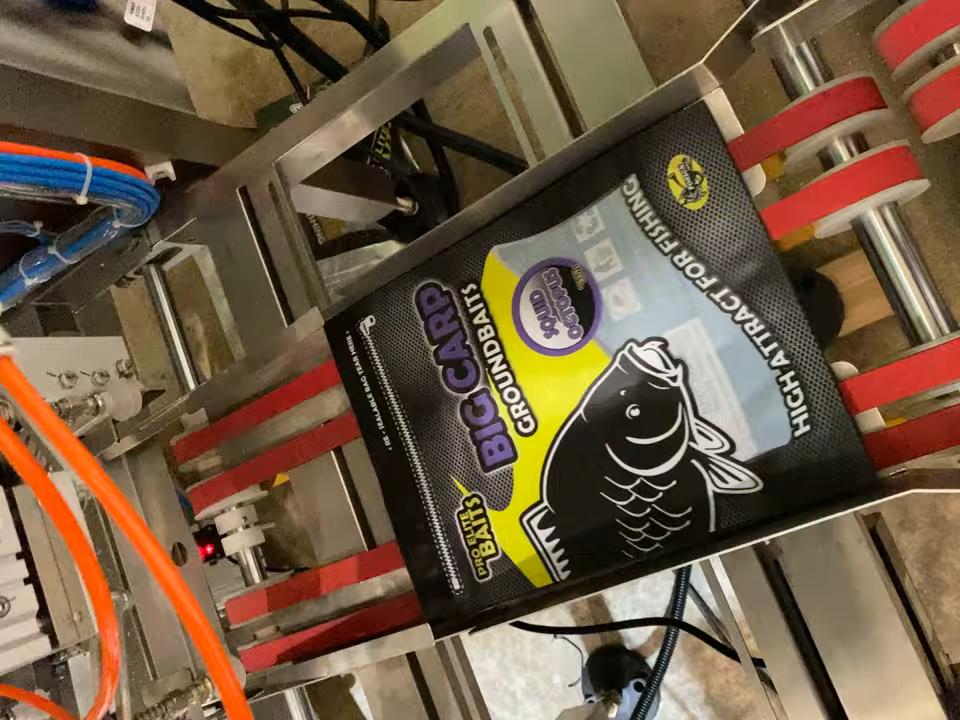 • RE-SEALABLE BAG TEAR HERE •
PRO ELITE
BAITS
BIG CARP
GROUNDBAITS
SQUID
OCTOPUS
HIGH ATTRACT FOR FISHING